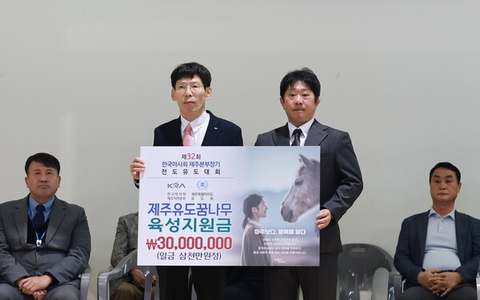 제32회
한국마사회 제주본부장기
전도유도대회
KRA
제주유도꿈나무
육성지원금
₩30,000,000
(일금 삼천만원정)